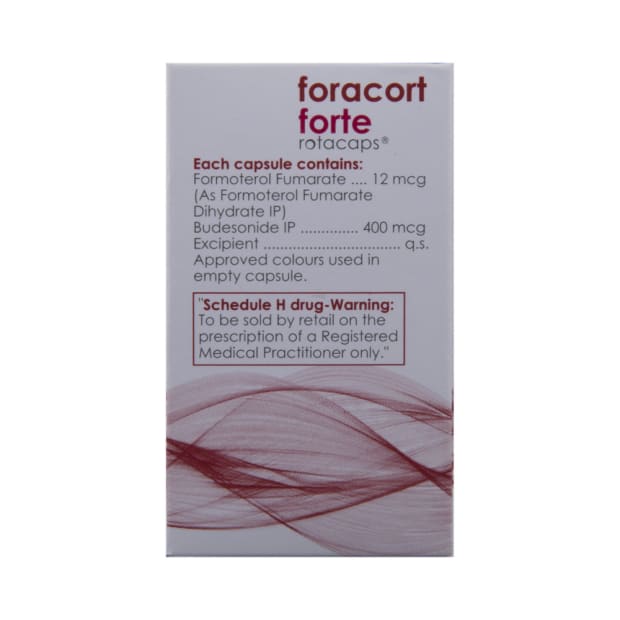 foracort
forte
rotacaps®
Each capsule contains:
Formoterol Fumarate .... 12 mcg
(As Formoterol Fumarate
Dihydrate IP)
Budesonide IP .............. 400 mcg
Excipient ................................. q.s.
Approved colours used in
empty capsule.
"Schedule H drug-Warning:
To be sold by retail on the
prescription of a Registered
Medical Practitioner only."